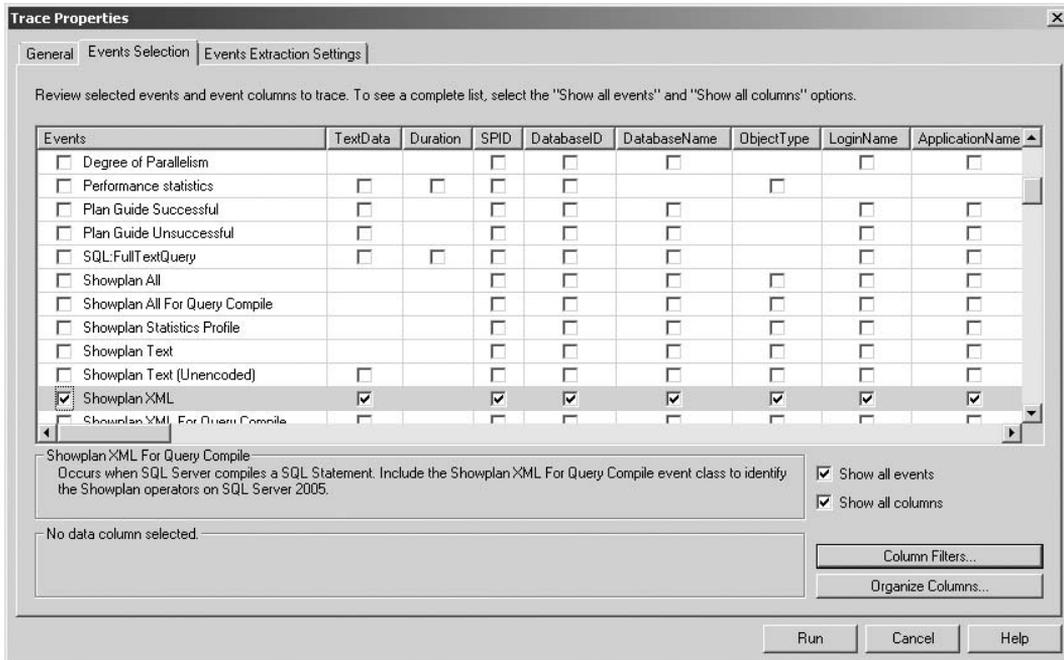 Trace Properties
General Events Selection Events Extraction Settings
Review selected events and event columns to trace. To see a complete list, select the "Show all events" and "Show all columns" options.
Events TextData Duration SPID DatabaseID DatabaseName ObjectType LoginName ApplicationName
Degree of Parallelism
Performance statistics
Plan Guide Successful
Plan Guide Unsuccessful
SQL:FullTextQuery
Showplan All
Showplan All For Query Compile
Showplan Statistics Profile
Showplan Text
Showplan Text (Unencoded)
Showplan XML
Showplan XML For Query Compile
Showplan XML For Query Compile
Occurs when SQL Server compiles a SQL Statement. Include the Showplan XML For Query Compile event class to identify
the Showplan operators on SQL Server 2005.
Show all events
Show all columns
No data column selected.
Column Filters...
Organize Columns...
Run Cancel Help